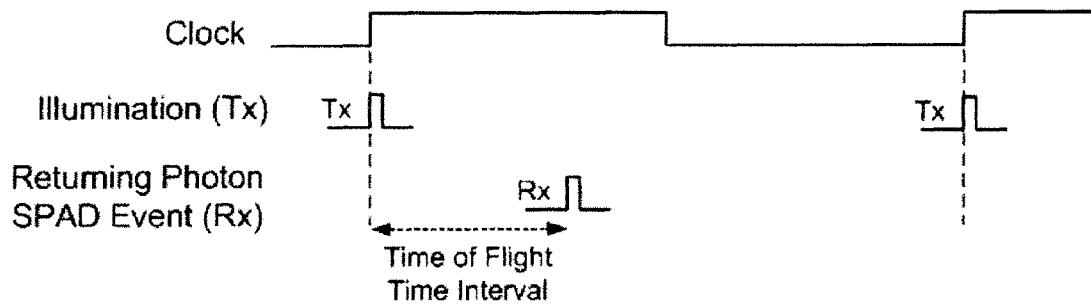 Clock
Illumination (Tx)
Tx
Tx
Returning Photon
SPAD Event (Rx)
Rx
Time of Flight
Time Interval